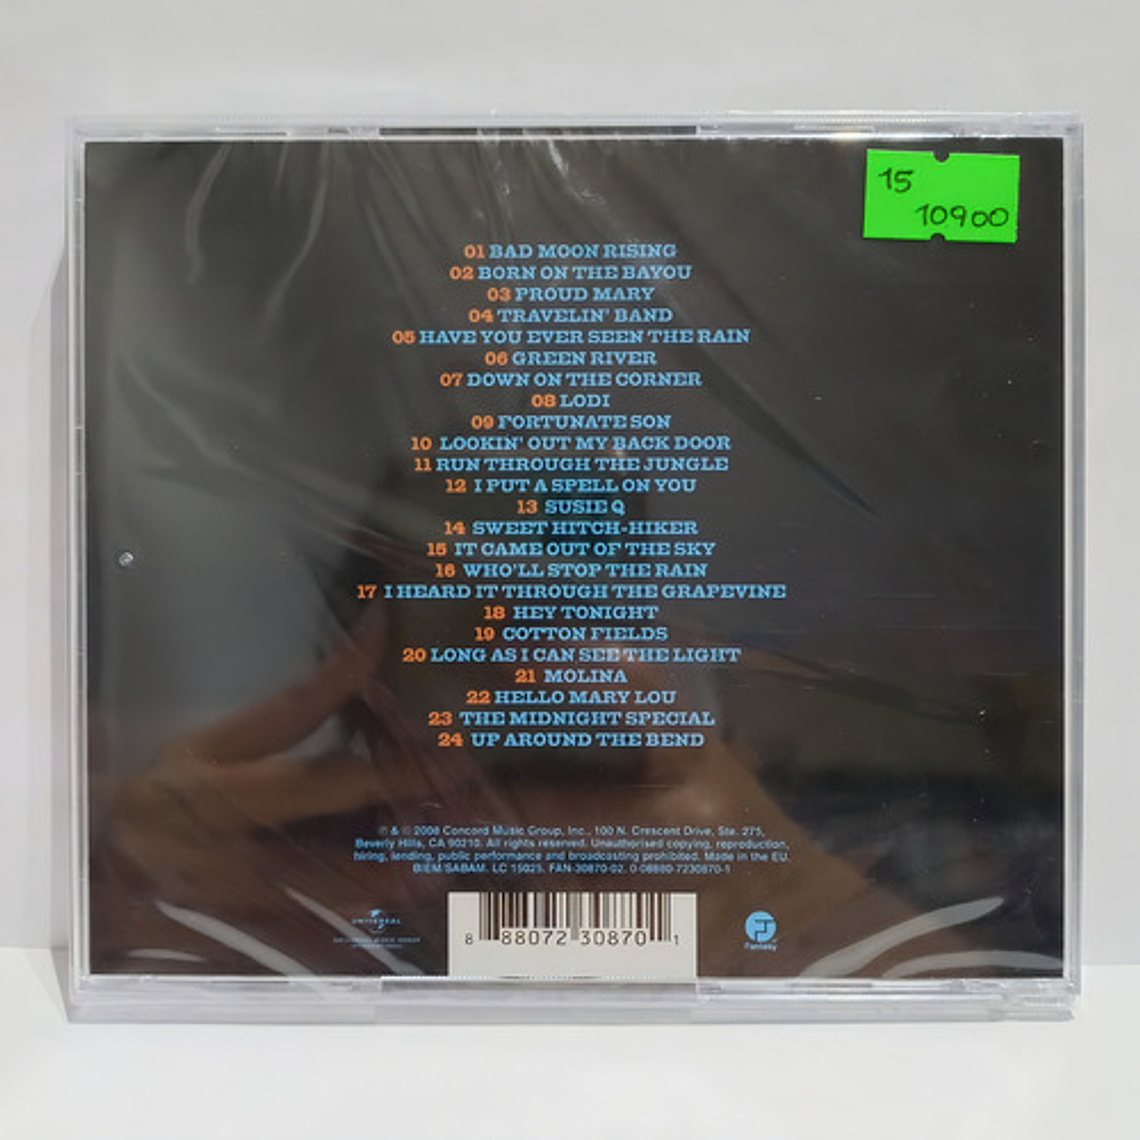 15
10900
01 BAD MOON RISING
02 BORN ON THE BAYOU
03 PROUD MARY
04 TRAVELIN' BAND
05 HAVE YOU EVER SEEN THE RAIN
06 GREEN RIVER
07 DOWN ON THE CORNER
08 LODI
09 FORTUNATE SON
10 LOOKIN' OUT MY BACK DOOR
11 RUN THROUGH THE JUNGLE
12 I PUT A SPELL ON YOU
13 SUSIE Q
14 SWEET HITCH-HIKER
15 IT CAME OUT OF THE SKY
16 WHO'LL STOP THE RAIN
17 I HEARD IT THROUGH THE GRAPEVINE
18 HEY TONIGHT
19 COTTON FIELDS
20 LONG AS I CAN SEE THE LIGHT
21 MOLINA
22 HELLO MARY LOU
23 THE MIDNIGHT SPECIAL
24 UP AROUND THE BEND
℗ & © 2008 Concord Music Group, Inc., 100 N. Crescent Drive, Ste. 275,
Beverly Hills, CA 90210. All rights reserved. Unauthorised copying, reproduction,
hiring, lending, public performance and broadcasting prohibited. Made in the EU.
BIEM/SABAM. LC 15025. FAN-30870-02. 0 08880-7230870-1
UNIVERSAL
8 88072 30870 1
Fantasy